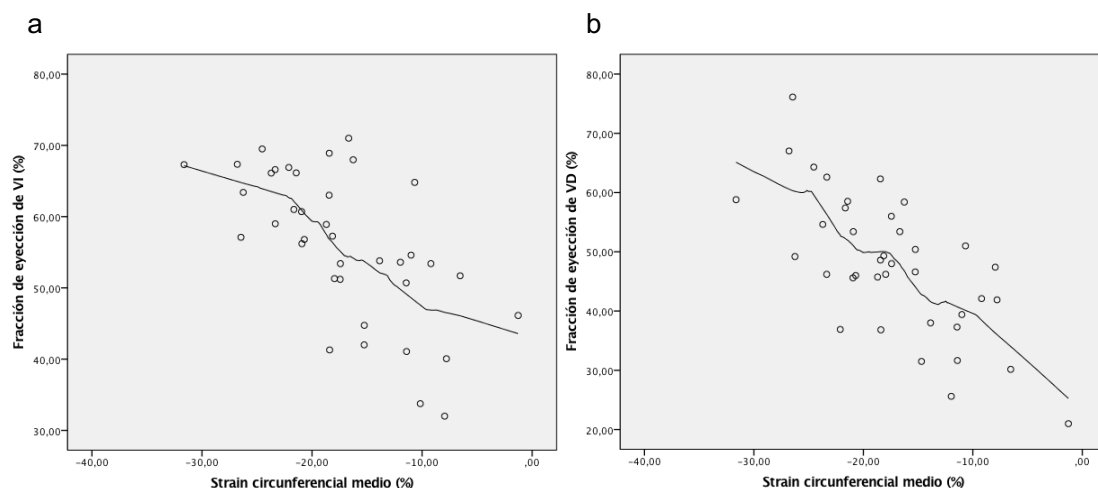 a
80,00
70,00
60,00
50,00
40,00
30,00
Fracción de eyección de VI (%)
-40,00 -30,00 -20,00 -10,00 ,00
Strain circunferencial medio (%)
b
80,00
70,00
60,00
50,00
40,00
30,00
20,00
Fracción de eyección de VD (%)
-40,00 -30,00 -20,00 -10,00 ,00
Strain circunferencial medio (%)